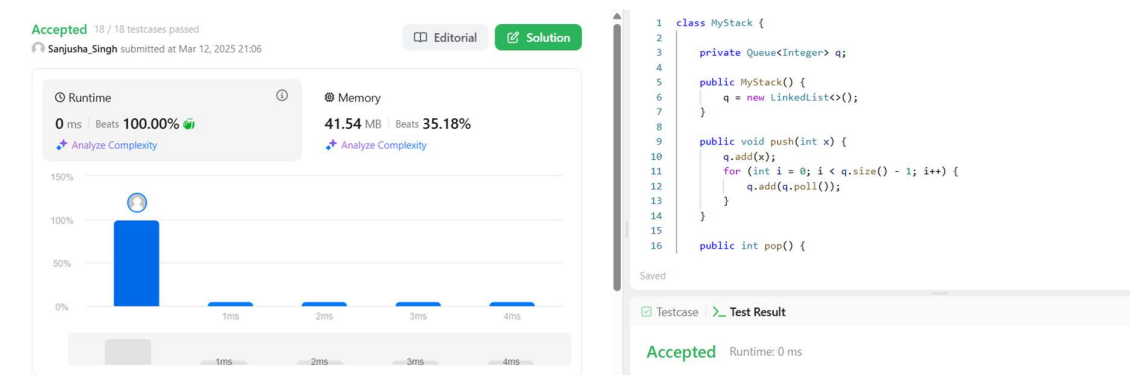 Accepted 18 / 18 testcases passed
Sanjusha_Singh submitted at Mar 12, 2025 21:06
Editorial
Solution
Runtime
0 ms Beats 100.00%
Analyze Complexity
Memory
41.54 MB Beats 35.18%
Analyze Complexity
150%
100%
50%
0%
1ms 2ms 3ms 4ms
1ms 2ms 3ms 4ms
1 class MyStack {
2
3 private Queue<Integer> q;
4
5 public MyStack() {
6 q = new LinkedList<>();
7 }
8
9 public void push(int x) {
10 q.add(x);
11 for (int i = 0; i < q.size() - 1; i++) {
12 q.add(q.poll());
13 }
14 }
15
16 public int pop() {
Saved
Testcase >_ Test Result
Accepted Runtime: 0 ms